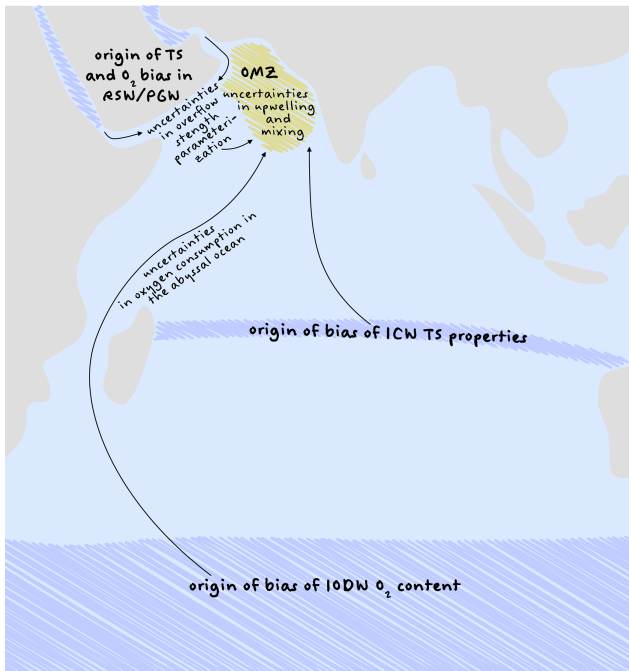 origin of TS
and O₂ bias in
RSW/PGW
uncertainties
in overflow
stength
parameteri-
zation
OMZ
uncertainties
in upwelling
and
mixing
uncertainties
in oxygen consumption in
the abyssal ocean
origin of bias of ICW TS properties
origin of bias of IODW O₂ content